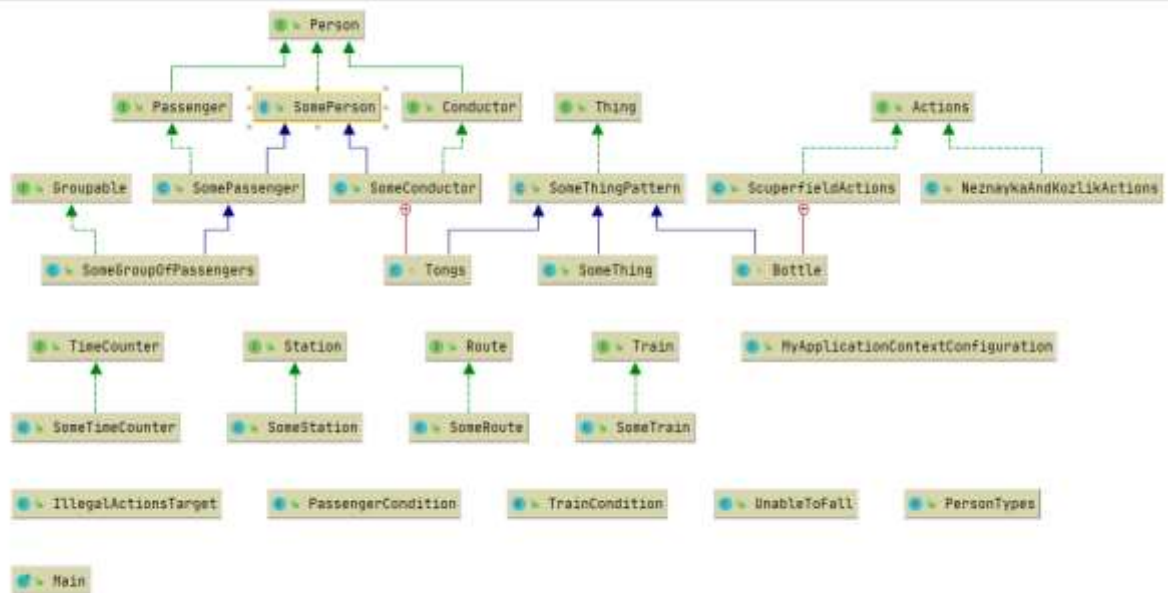 Person
Passenger SomePerson Conductor Thing Actions
Groupable SomePassenger SomeConductor SomeThingPattern ScuperfieldActions NeznaykaAndKozlikActions
SomeGroupOfPassengers Tongs SomeThing Bottle
TimeCounter Station Route Train MyApplicationContextConfiguration
SomeTimeCounter SomeStation SomeRoute SomeTrain
IllegalActionsTarget PassengerCondition TrainCondition UnableToFall PersonTypes
Main